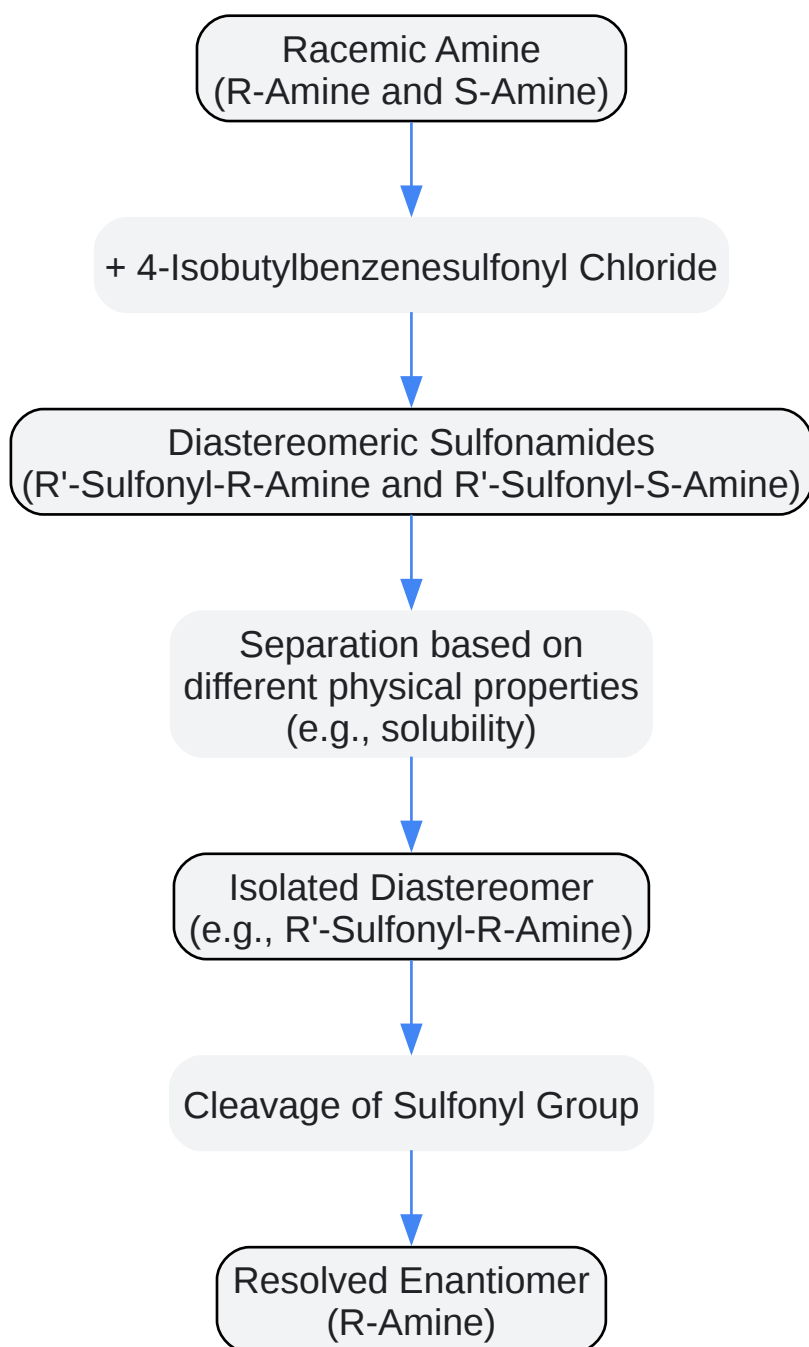 Racemic Amine
(R-Amine and S-Amine)
+ 4-Isobutylbenzenesulfonyl Chloride
Diastereomeric Sulfonamides
(R'-Sulfonyl-R-Amine and R'-Sulfonyl-S-Amine)
Separation based on
different physical properties
(e.g., solubility)
Isolated Diastereomer
(e.g., R'-Sulfonyl-R-Amine)
Cleavage of Sulfonyl Group
Resolved Enantiomer
(R-Amine)